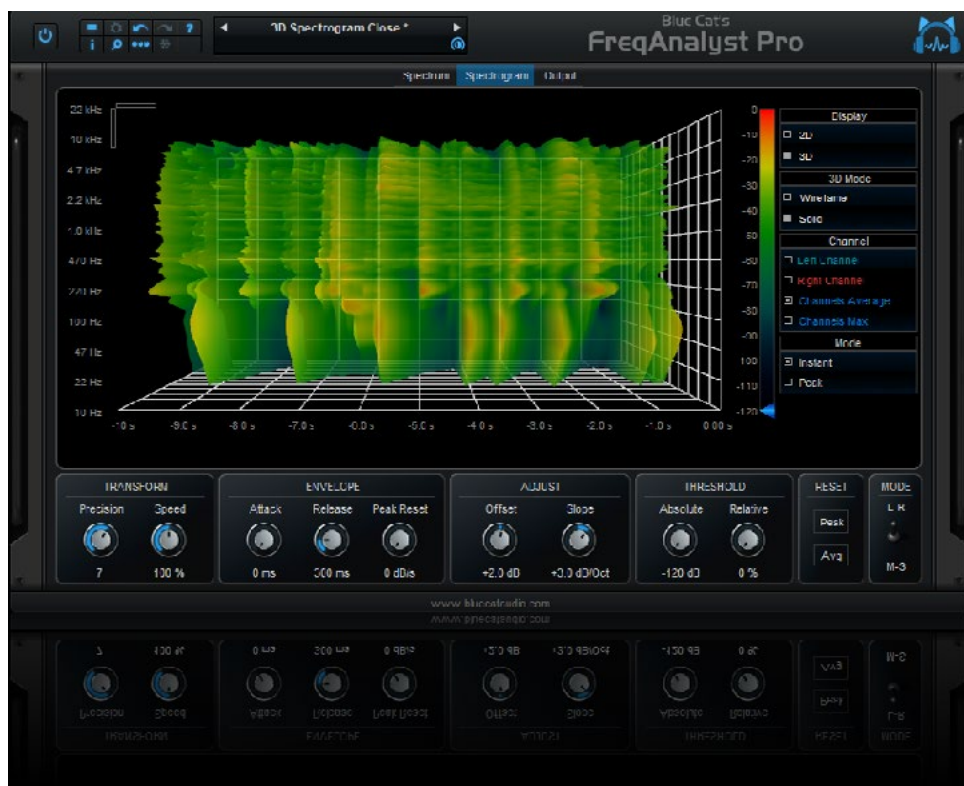 3D Spectrogram Close *
Blue Cat's
FreqAnalyst Pro
Spectrum Spectrogram Output
22 kHz
10 kHz
4.7 kHz
2.2 kHz
1.0 kHz
470 Hz
220 Hz
100 Hz
47 Hz
22 Hz
10 Hz
-10 s -9.0 s -8.0 s -7.0 s -6.0 s -5.0 s -4.0 s -3.0 s -2.0 s -1.0 s 0.00 s
0
-10
-20
-30
-40
-50
-60
-70
-80
-90
-100
-110
-120
Display
2D
3D
3D Mode
Wireframe
Solid
Channel
Left Channel
Right Channel
Channels Average
Channels Max
Mode
Instant
Peak
TRANSFORM ENVELOPE ADJUST THRESHOLD RESET MODE
Precision Speed Attack Release Peak Reset Offset Slope Absolute Relative
L-R
Peak
Avg
M-S
7 100 % 0 ms 300 ms 0 dB/s +2.0 dB +3.0 dB/Oct -120 dB 0 %
www.bluecataudio.com